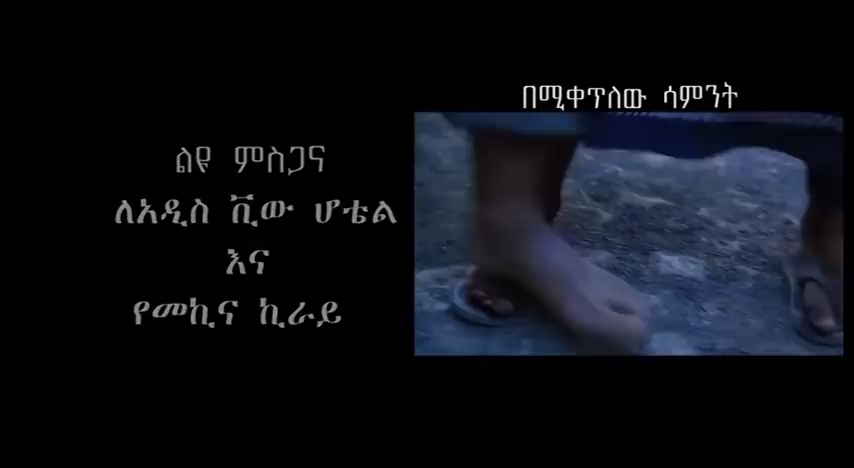 በሚቀጥለው ሳምንት
ልዩ ምስጋና
ለአዲስ ቪው ሆቴል
እና
የመኪና ኪራይ